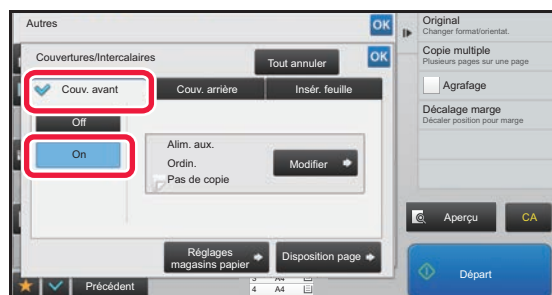 Autres
OK
Couvertures/Intercalaires
Tout annuler
OK
Couv. avant
Couv. arrière
Insér. feuille
Off
On
Alim. aux.
Ordin.
Pas de copie
Modifier
Réglages
magasins papier
Disposition page
Précédent
A4
4 A4
Original
Changer format/orientat.
Copie multiple
Plusieurs pages sur une page
Agrafage
Décalage marge
Décaler position pour marge
Aperçu
CA
Départ